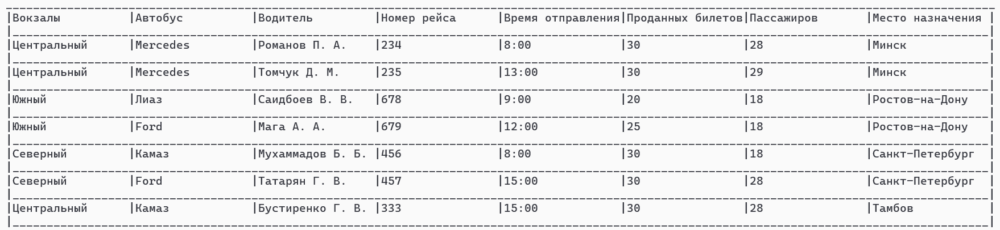 |Вокзалы |Автобус |Водитель |Номер рейса |Время отправления|Проданных билетов|Пассажиров |Место назначения |
|Центральный |Mercedes |Романов П. А. |234 |8:00 |30 |28 |Минск |
|Центральный |Mercedes |Томчук Д. М. |235 |13:00 |30 |29 |Минск |
|Южный |Лиаз |Саидбоев В. В. |678 |9:00 |20 |18 |Ростов-на-Дону |
|Южный |Ford |Мага А. А. |679 |12:00 |25 |18 |Ростов-на-Дону |
|Северный |Камаз |Мухаммадов Б. Б. |456 |8:00 |30 |18 |Санкт-Петербург |
|Северный |Ford |Татарян Г. В. |457 |15:00 |30 |28 |Санкт-Петербург |
|Центральный |Камаз |Бустиренко Г. В. |333 |15:00 |30 |28 |Тамбов |